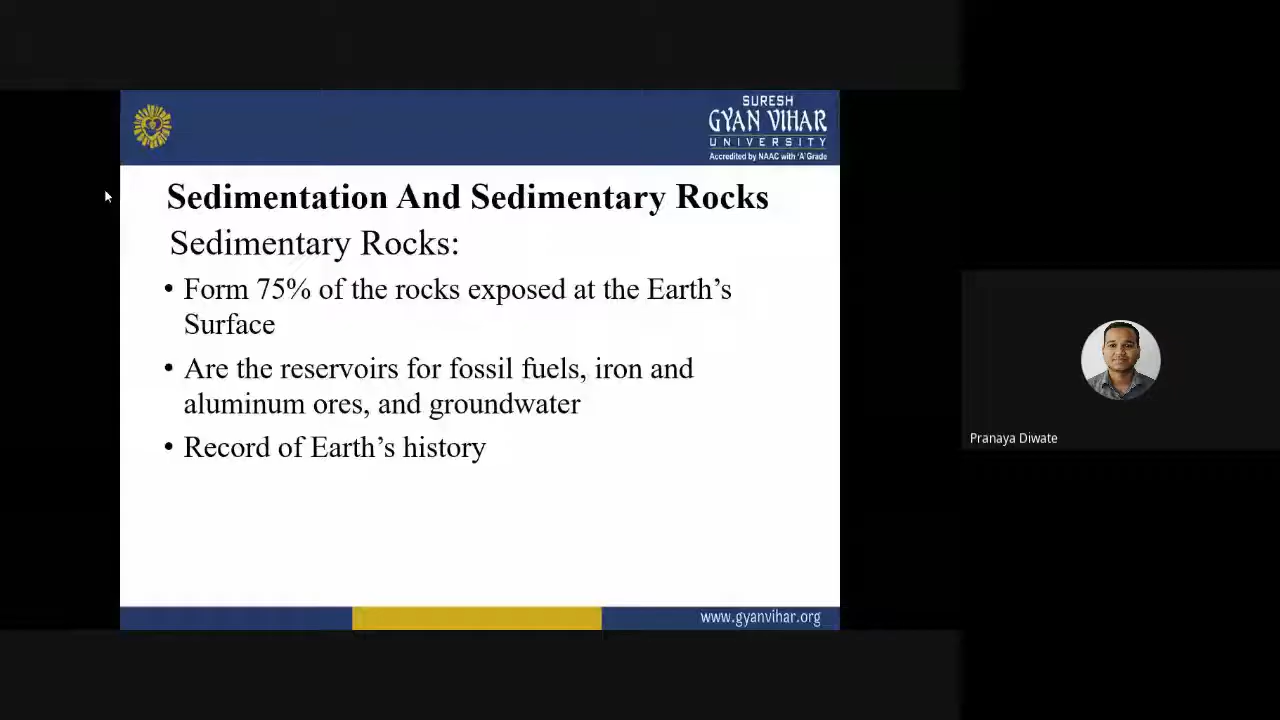 SURESH
GYAN VIHAR
UNIVERSITY
Accredited by NAAC with 'A' Grade
Sedimentation And Sedimentary Rocks
Sedimentary Rocks:
• Form 75% of the rocks exposed at the Earth’s
Surface
• Are the reservoirs for fossil fuels, iron and
aluminum ores, and groundwater
• Record of Earth’s history
Pranaya Diwate
www.gyanvihar.org